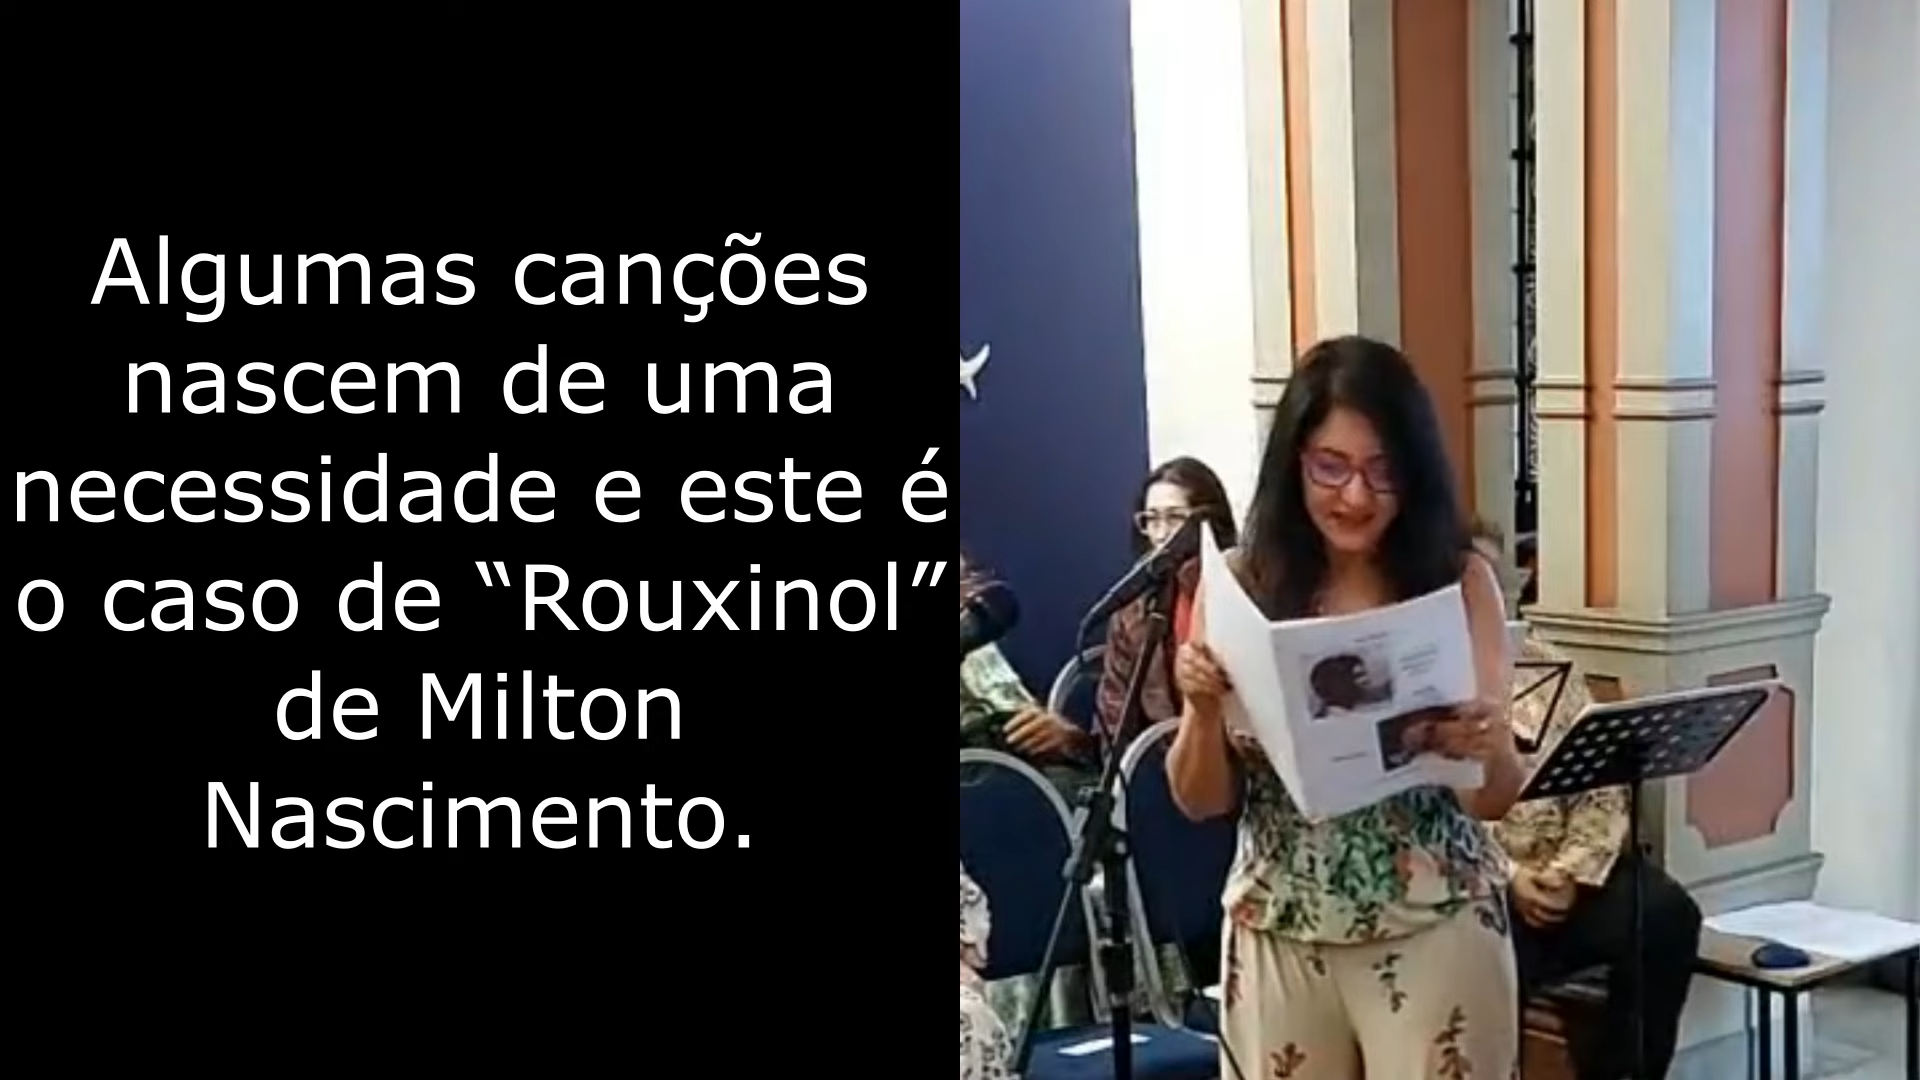 Algumas canções
nascem de uma
necessidade e este é
o caso de “Rouxinol”
de Milton
Nascimento.